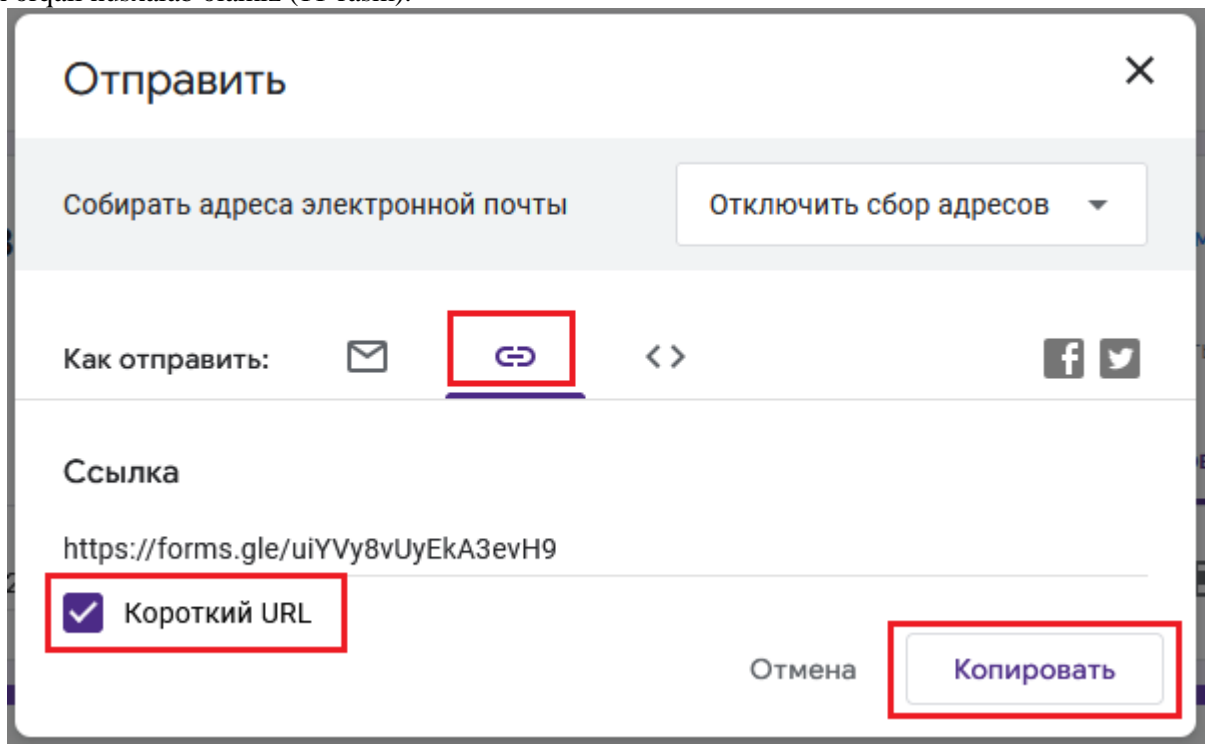 Отправить
Собирать адреса электронной почты
Отключить сбор адресов
Как отправить:
Ссылка
https://forms.gle/uiYVy8vUyEkA3evH9
Короткий URL
Отмена
Копировать